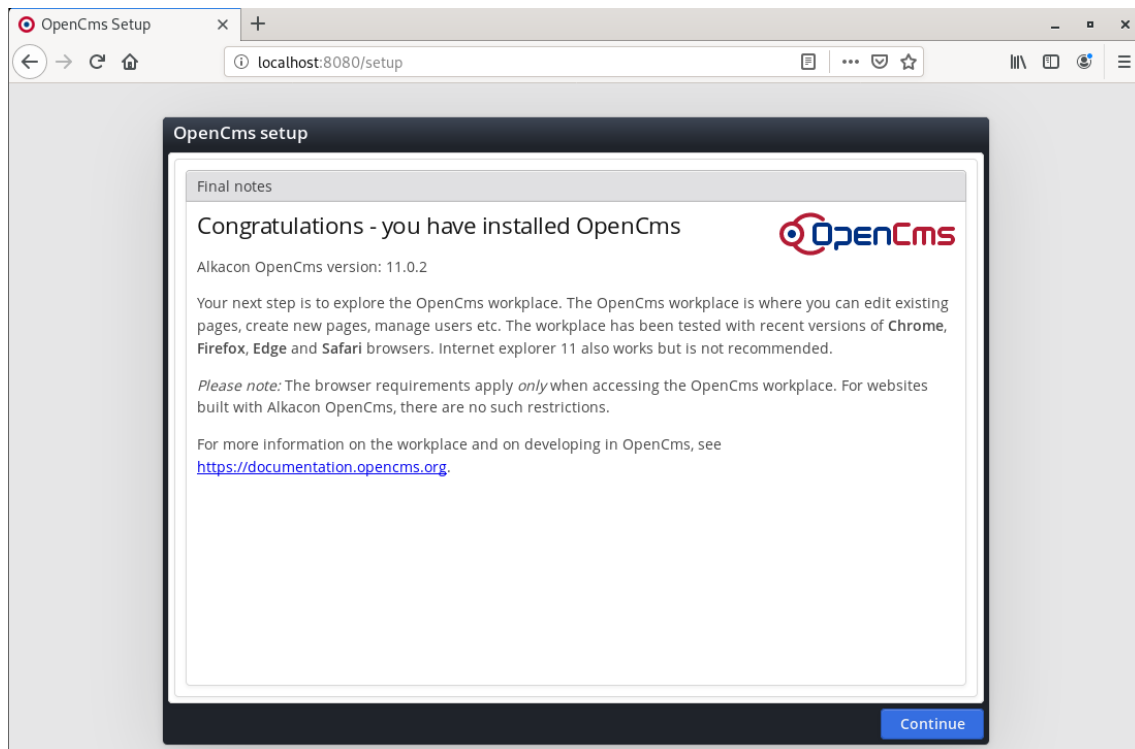 OpenCms Setup
localhost:8080/setup
OpenCms setup
Final notes
Congratulations - you have installed OpenCms
OpenCms
Alkacon OpenCms version: 11.0.2
Your next step is to explore the OpenCms workplace. The OpenCms workplace is where you can edit existing
pages, create new pages, manage users etc. The workplace has been tested with recent versions of Chrome,
Firefox, Edge and Safari browsers. Internet explorer 11 also works but is not recommended.
Please note: The browser requirements apply only when accessing the OpenCms workplace. For websites
built with Alkacon OpenCms, there are no such restrictions.
For more information on the workplace and on developing in OpenCms, see
https://documentation.opencms.org.
Continue